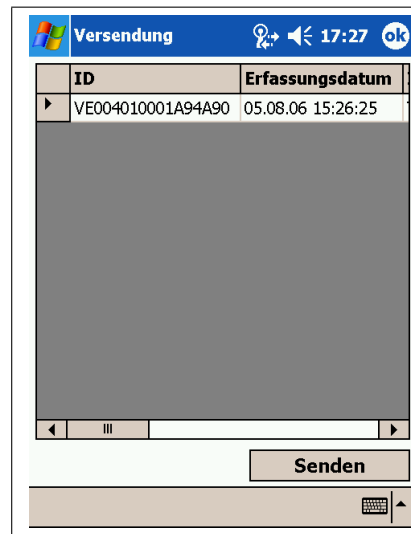 Versendung 17:27 ok
ID Erfassungsdatum
VE004010001A94A90 05.08.06 15:26:25
Senden